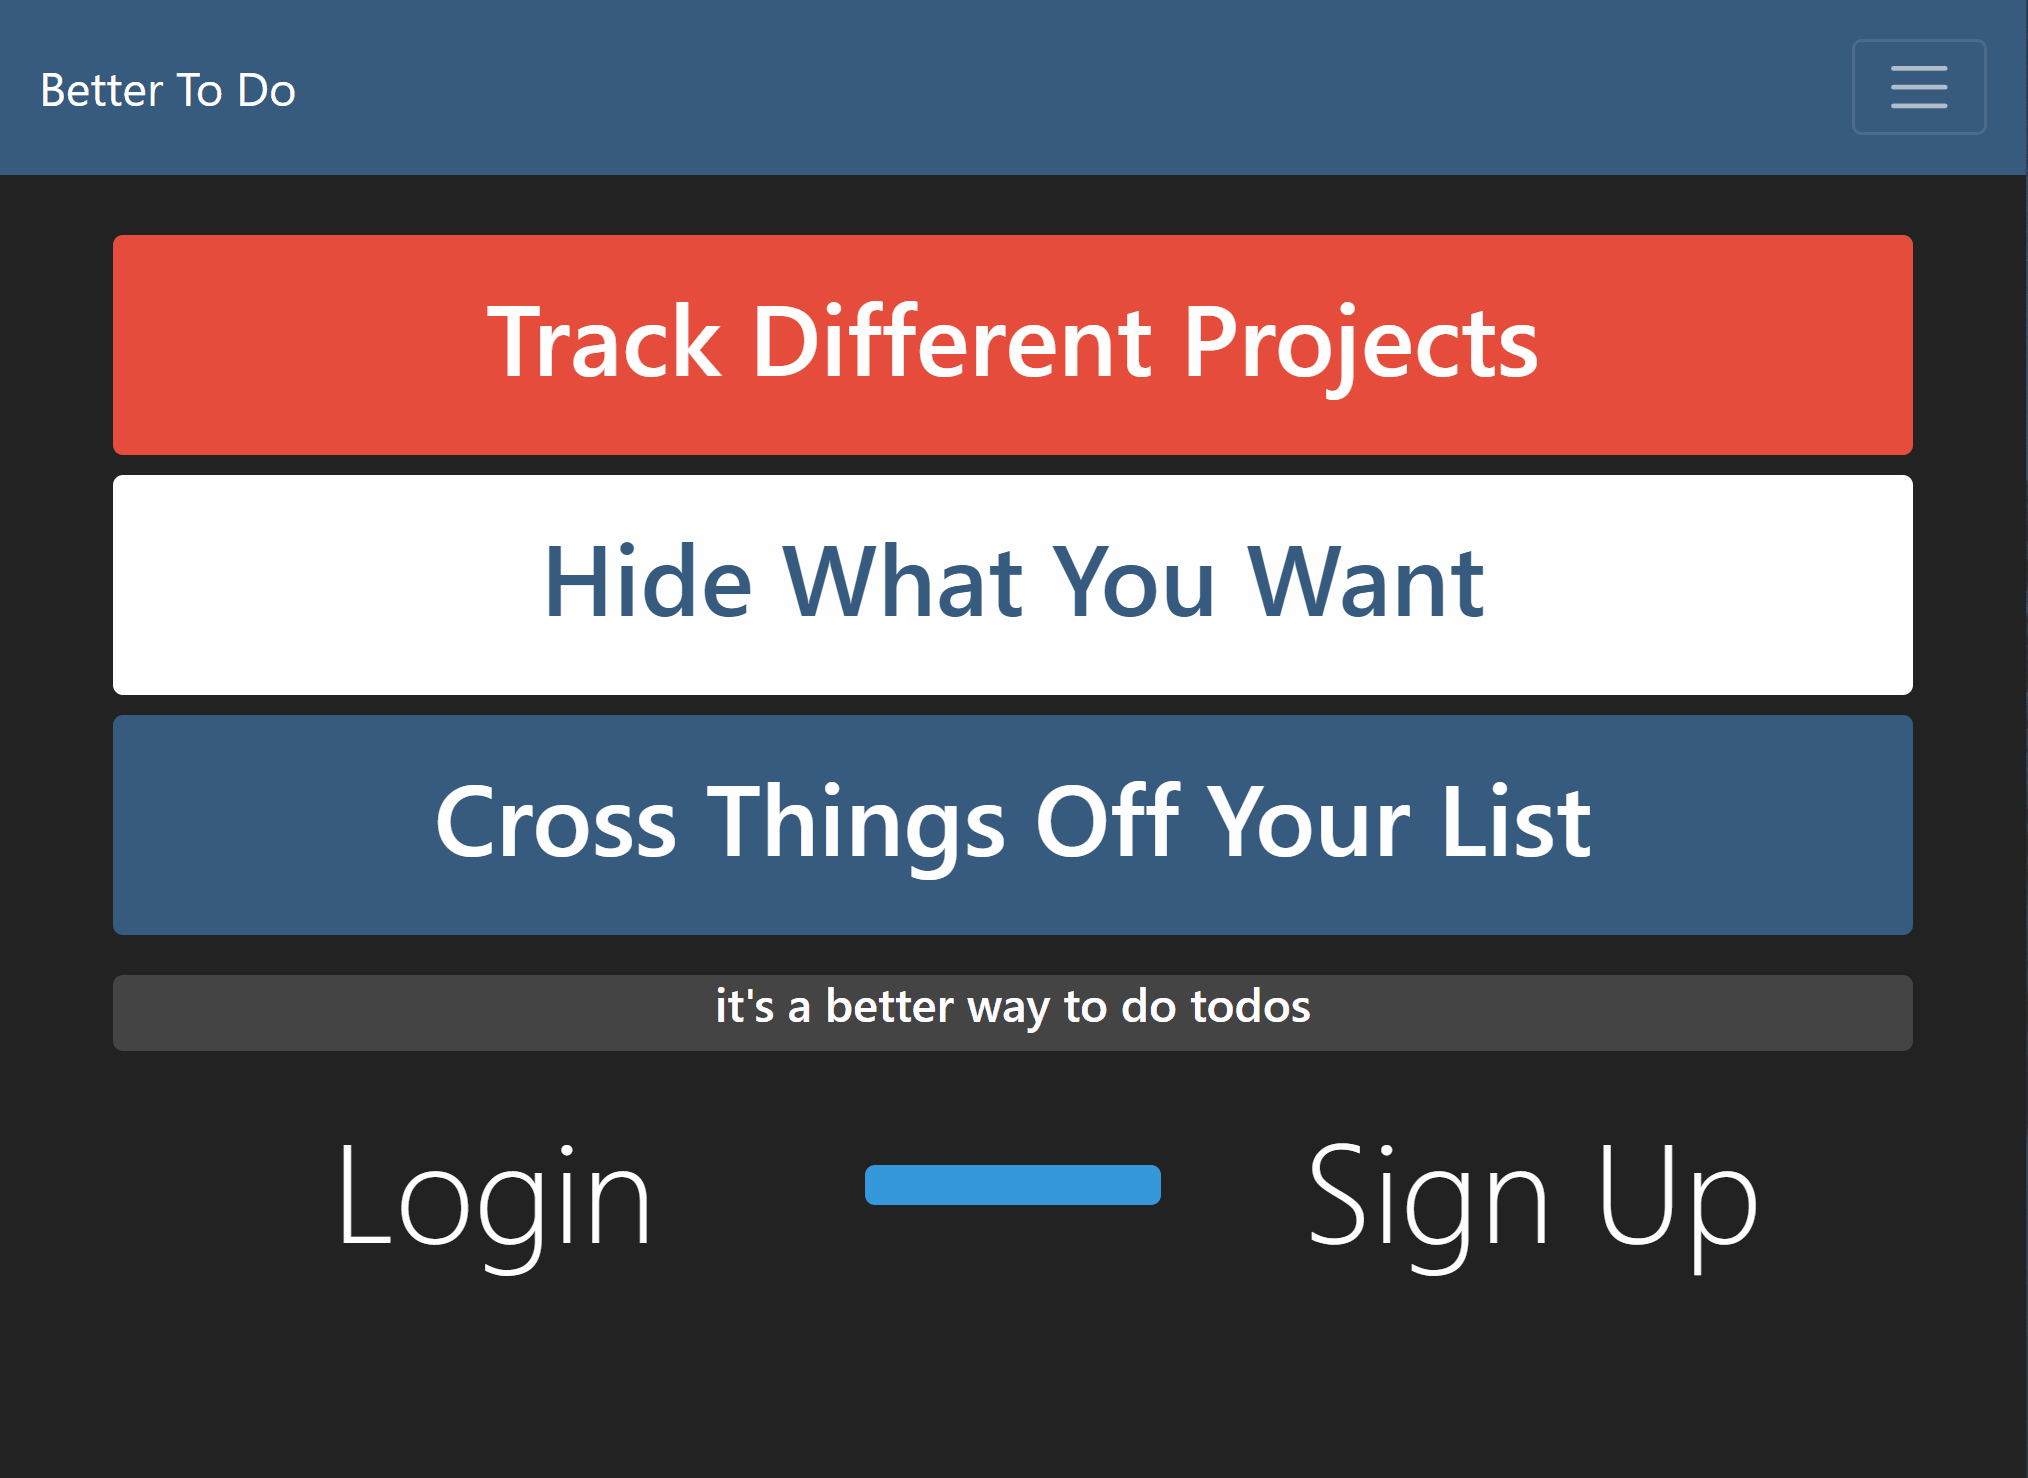 Better To Do
Track Different Projects
Hide What You Want
Cross Things Off Your List
it's a better way to do todos
Login
Sign Up